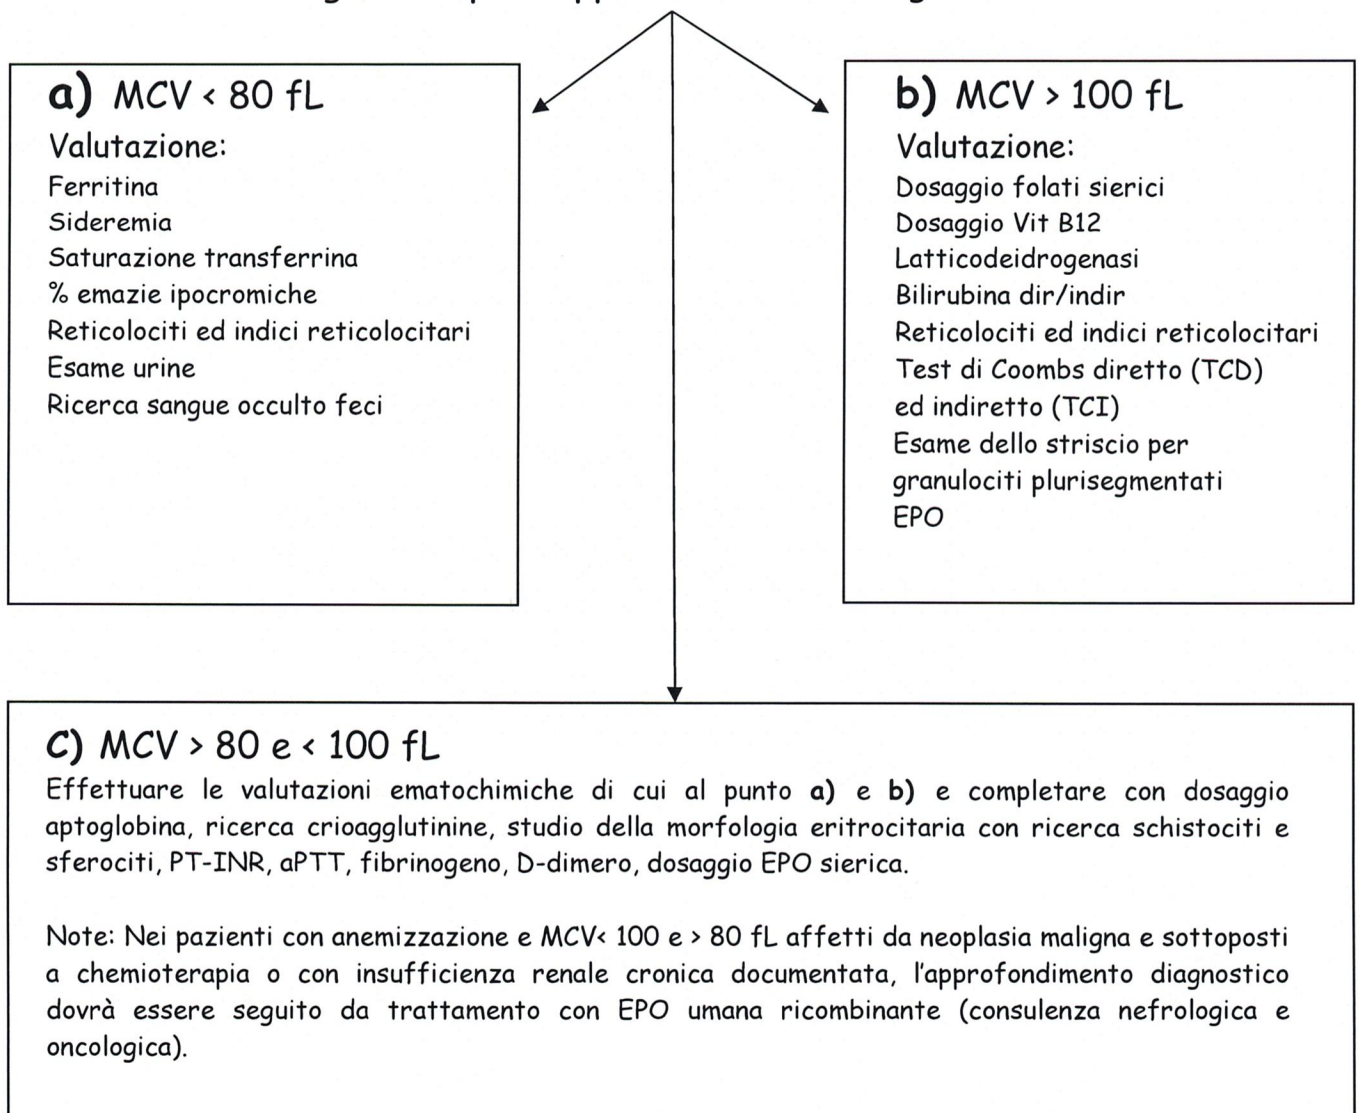 a) MCV < 80 fL
Valutazione:
Ferritina
Sideremia
Saturazione transferrina
% emazie ipocromiche
Reticolociti ed indici reticolocitari
Esame urine
Ricerca sangue occulto feci
b) MCV > 100 fL
Valutazione:
Dosaggio folati sierici
Dosaggio Vit B12
Latticodeidrogenasi
Bilirubina dir/indir
Reticolociti ed indici reticolocitari
Test di Coombs diretto (TCD)
ed indiretto (TCI)
Esame dello striscio per
granulociti plurisegmentati
EPO
c) MCV > 80 e < 100 fL
Effettuare le valutazioni ematochimiche di cui al punto a) e b) e completare con dosaggio
aptoglobina, ricerca crioagglutinine, studio della morfologia eritrocitaria con ricerca schistociti e
sferociti, PT-INR, aPTT, fibrinogeno, D-dimero, dosaggio EPO sierica.
Note: Nei pazienti con anemizzazione e MCV< 100 e > 80 fL affetti da neoplasia maligna e sottoposti
a chemioterapia o con insufficienza renale cronica documentata, l'approfondimento diagnostico
dovrà essere seguito da trattamento con EPO umana ricombinante (consulenza nefrologica e
oncologica).